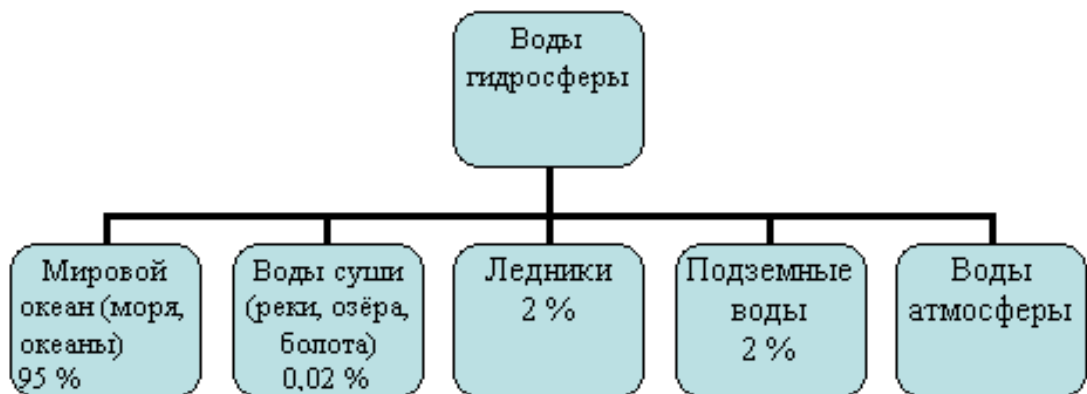 Воды
гидросферы
Мировой
океан (моря,
океаны)
95 %
Воды суши
(реки, озёра,
болота)
0,02 %
Ледники
2 %
Подземные
воды
2 %
Воды
атмосферы